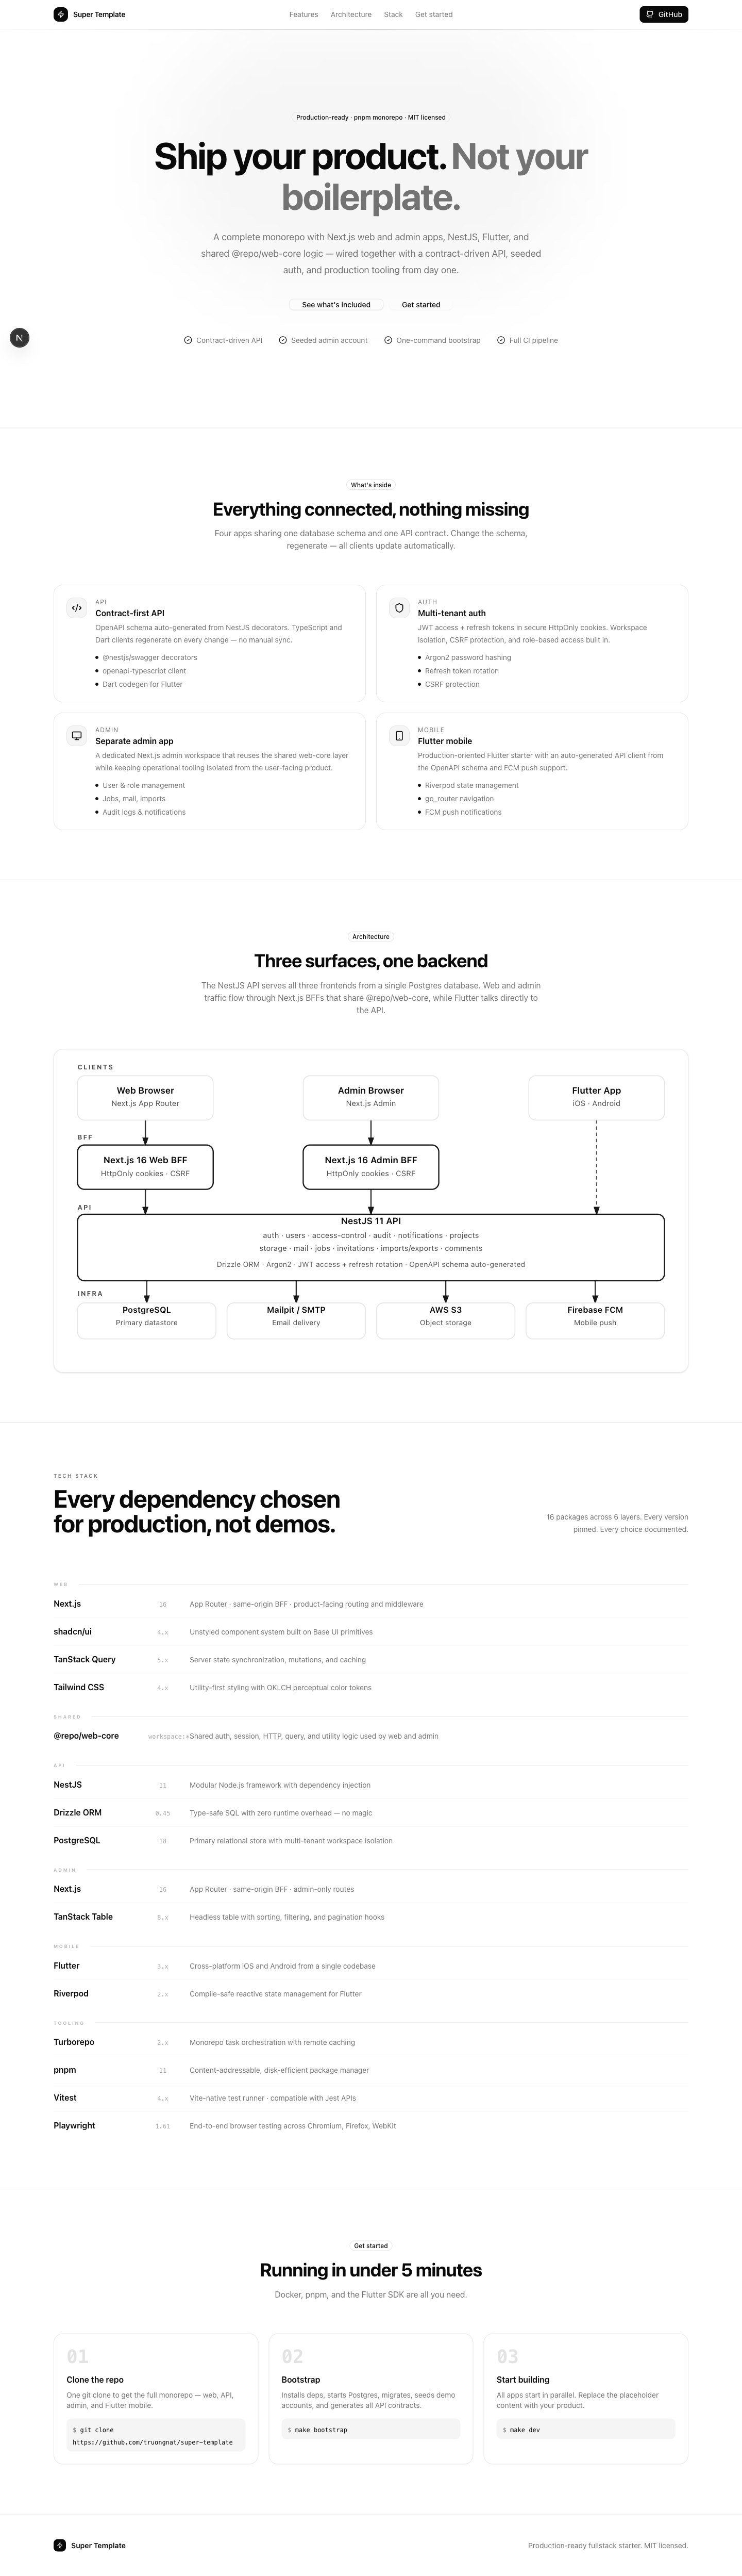 Super Template
Features
Architecture
Stack
Get started
GitHub
Production-ready · pnpm monorepo · MIT licensed
Ship your product. Not your
boilerplate.
A complete monorepo with Next.js web and admin apps, NestJS, Flutter, and
shared @repo/web-core logic — wired together with a contract-driven API, seeded
auth, and production tooling from day one.
See what's included
Get started
N
Contract-driven API
Seeded admin account
One-command bootstrap
Full CI pipeline
What's inside
Everything connected, nothing missing
Four apps sharing one database schema and one API contract. Change the schema,
regenerate — all clients update automatically.
API
Contract-first API
OpenAPI schema auto-generated from NestJS decorators. TypeScript and
Dart clients regenerate on every change — no manual sync.
@nestjs/swagger decorators
openapi-typescript client
Dart codegen for Flutter
AUTH
Multi-tenant auth
JWT access + refresh tokens in secure HttpOnly cookies. Workspace
isolation, CSRF protection, and role-based access built in.
Argon2 password hashing
Refresh token rotation
CSRF protection
ADMIN
Separate admin app
A dedicated Next.js admin workspace that reuses the shared web-core layer
while keeping operational tooling isolated from the user-facing product.
User & role management
Jobs, mail, imports
Audit logs & notifications
MOBILE
Flutter mobile
Production-oriented Flutter starter with an auto-generated API client from
the OpenAPI schema and FCM push support.
Riverpod state management
go_router navigation
FCM push notifications
Architecture
Three surfaces, one backend
The NestJS API serves all three frontends from a single Postgres database. Web and admin
traffic flow through Next.js BFFs that share @repo/web-core, while Flutter talks directly to
the API.
CLIENTS
Web Browser
Next.js App Router
Admin Browser
Next.js Admin
Flutter App
iOS · Android
BFF
Next.js 16 Web BFF
HttpOnly cookies · CSRF
Next.js 16 Admin BFF
HttpOnly cookies · CSRF
API
NestJS 11 API
auth · users · access-control · audit · notifications · projects
storage · mail · jobs · invitations · imports/exports · comments
Drizzle ORM · Argon2 · JWT access + refresh rotation · OpenAPI schema auto-generated
INFRA
PostgreSQL
Primary datastore
Mailpit / SMTP
Email delivery
AWS S3
Object storage
Firebase FCM
Mobile push
TECH STACK
Every dependency chosen
for production, not demos.
16 packages across 6 layers. Every version
pinned. Every choice documented.
WEB
Next.js 16 App Router · same-origin BFF · product-facing routing and middleware
shadcn/ui 4.x Unstyled component system built on Base UI primitives
TanStack Query 5.x Server state synchronization, mutations, and caching
Tailwind CSS 4.x Utility-first styling with OKLCH perceptual color tokens
SHARED
@repo/web-core workspace:* Shared auth, session, HTTP, query, and utility logic used by web and admin
API
NestJS 11 Modular Node.js framework with dependency injection
Drizzle ORM 0.45 Type-safe SQL with zero runtime overhead — no magic
PostgreSQL 18 Primary relational store with multi-tenant workspace isolation
ADMIN
Next.js 16 App Router · same-origin BFF · admin-only routes
TanStack Table 8.x Headless table with sorting, filtering, and pagination hooks
MOBILE
Flutter 3.x Cross-platform iOS and Android from a single codebase
Riverpod 2.x Compile-safe reactive state management for Flutter
TOOLING
Turborepo 2.x Monorepo task orchestration with remote caching
pnpm 11 Content-addressable, disk-efficient package manager
Vitest 4.x Vite-native test runner · compatible with Jest APIs
Playwright 1.61 End-to-end browser testing across Chromium, Firefox, WebKit
Get started
Running in under 5 minutes
Docker, pnpm, and the Flutter SDK are all you need.
01
Clone the repo
One git clone to get the full monorepo — web, API,
admin, and Flutter mobile.
$ git clone
https://github.com/truongnat/super-template
02
Bootstrap
Installs deps, starts Postgres, migrates, seeds demo
accounts, and generates all API contracts.
$ make bootstrap
03
Start building
All apps start in parallel. Replace the placeholder
content with your product.
$ make dev
Super Template
Production-ready fullstack starter. MIT licensed.